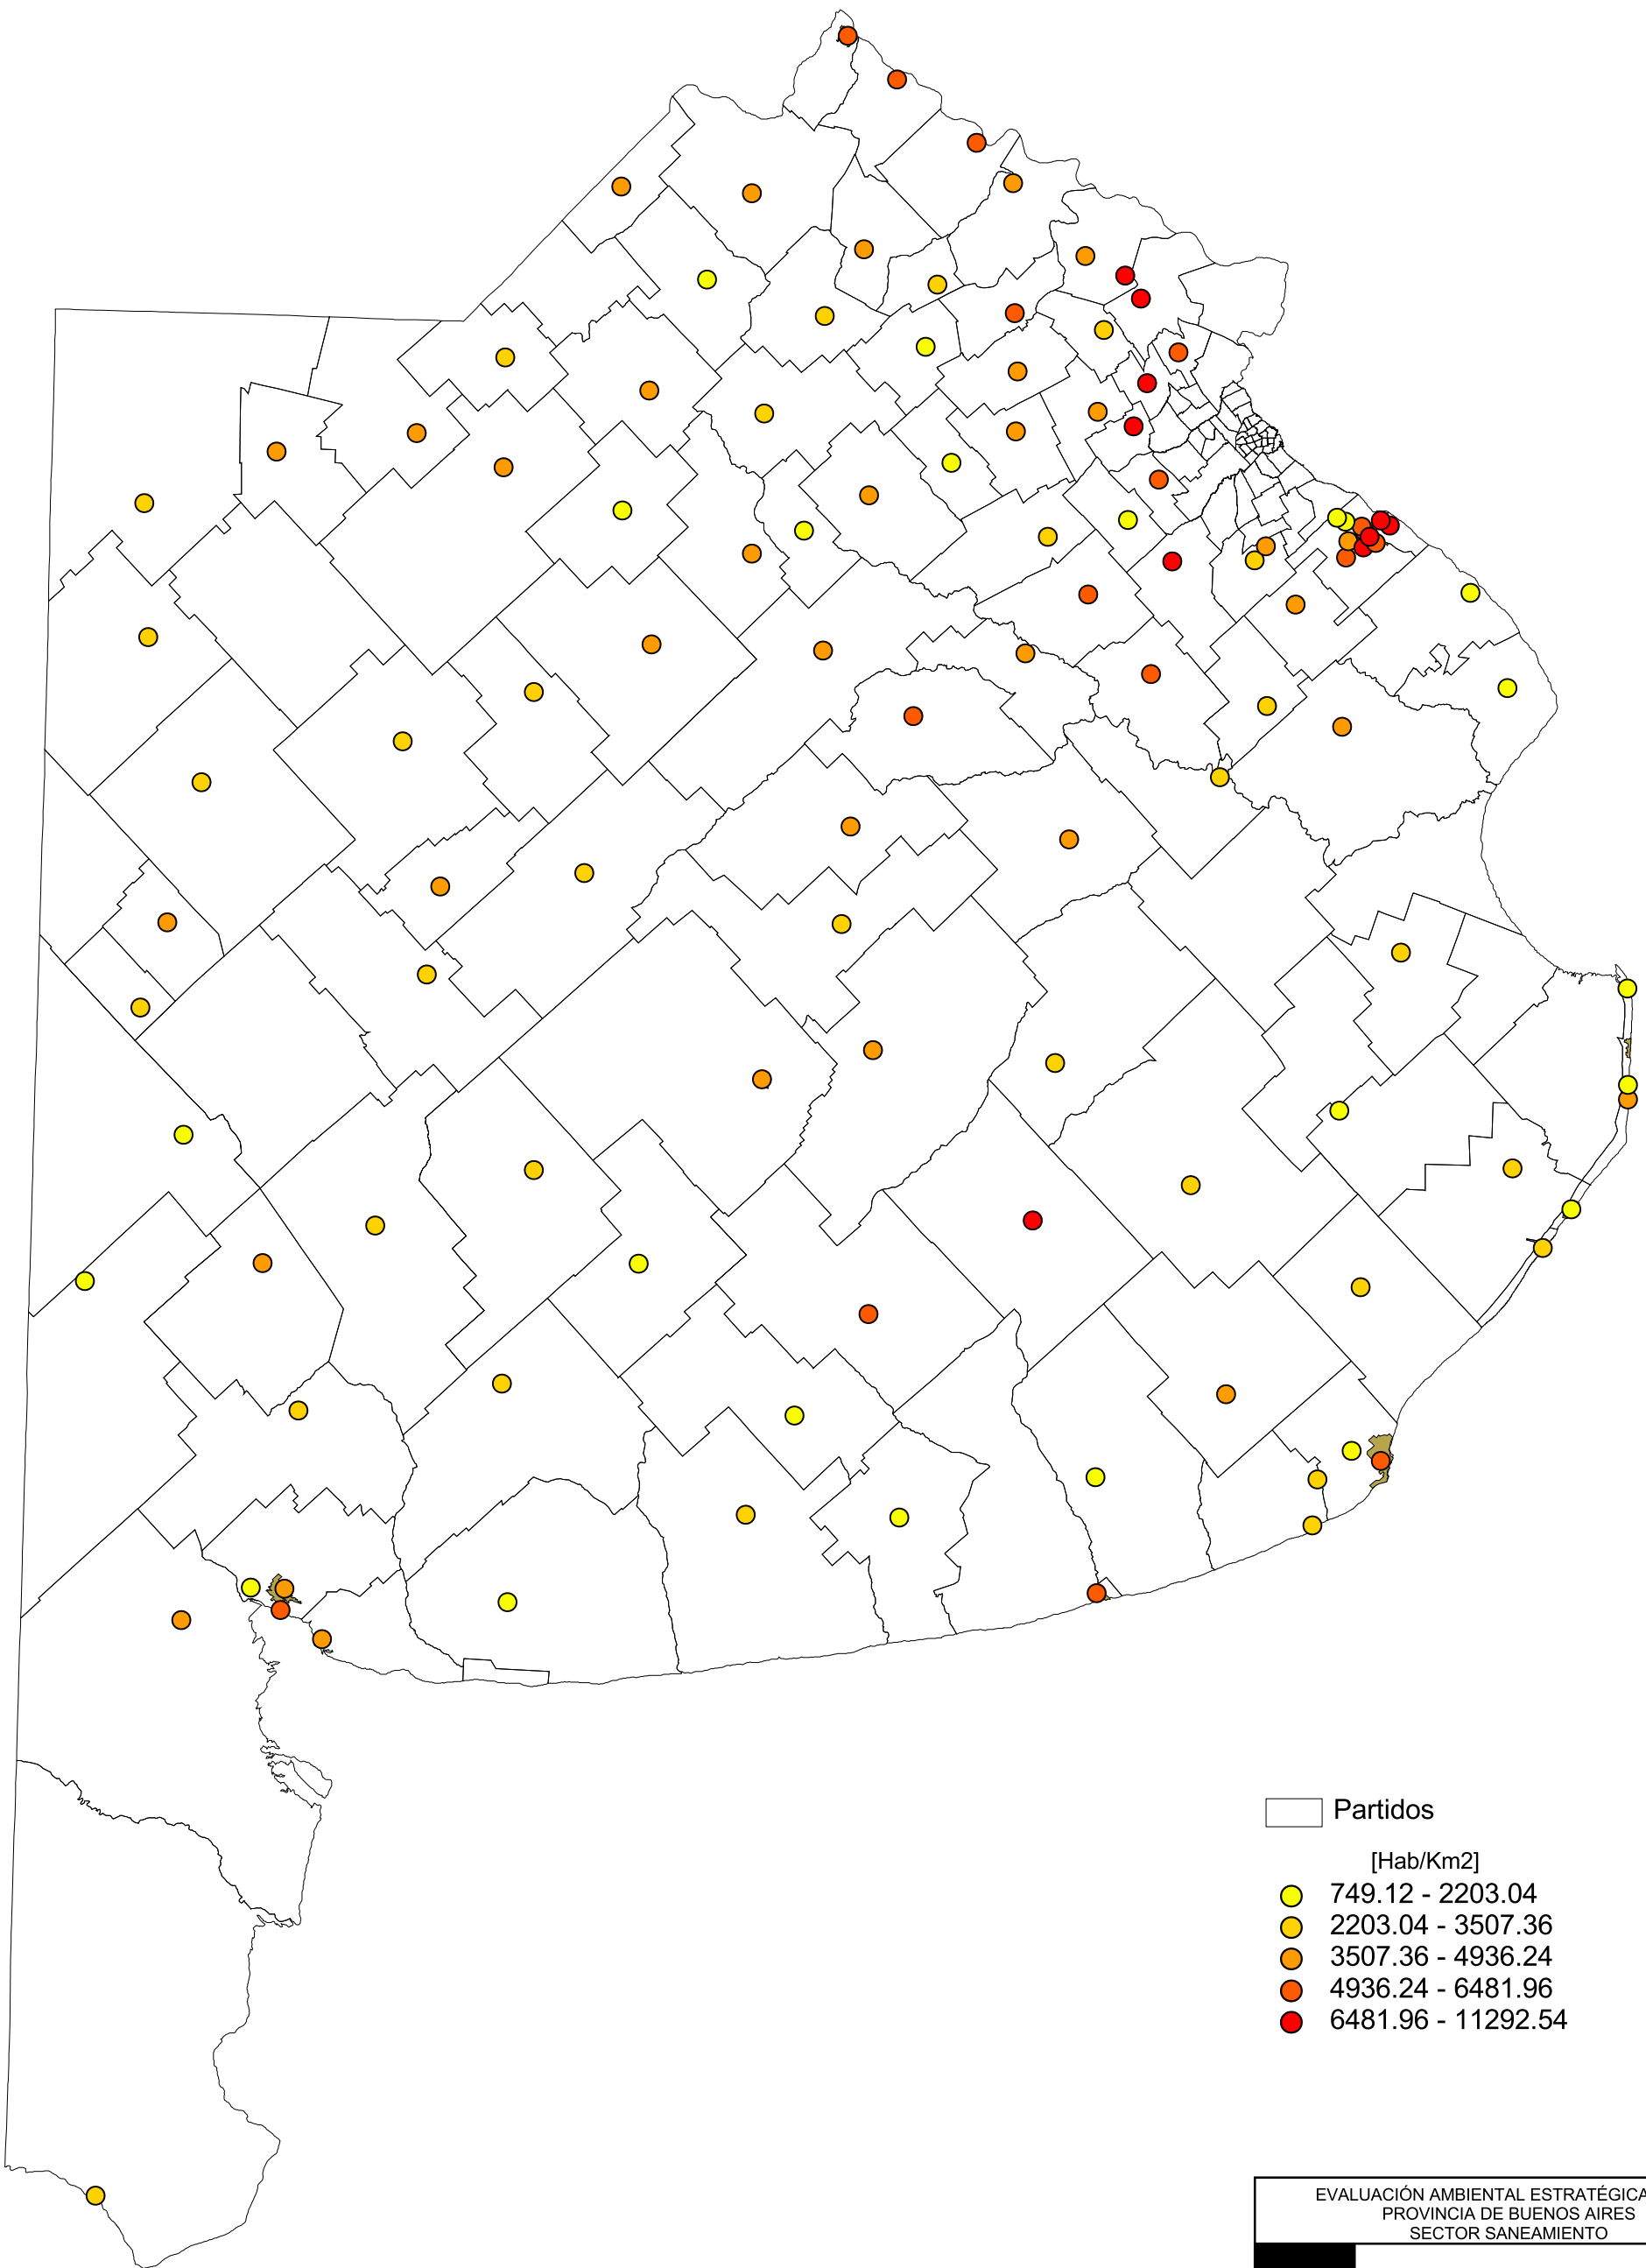 Partidos
[Hab/Km2]
749.12 - 2203.04
2203.04 - 3507.36
3507.36 - 4936.24
4936.24 - 6481.96
6481.96 - 11292.54
EVALUACIÓN AMBIENTAL ESTRATÉGICA
PROVINCIA DE BUENOS AIRES
SECTOR SANEAMIENTO